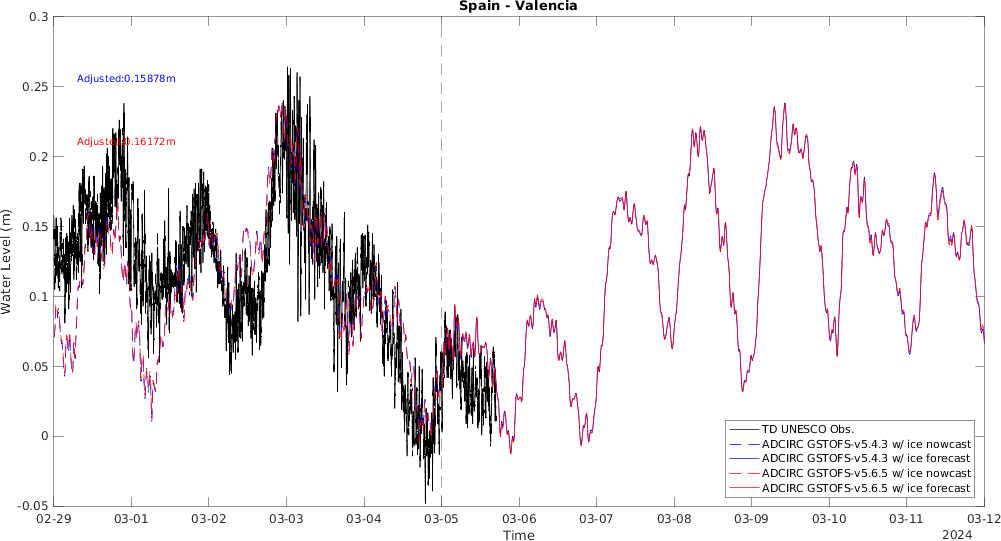 Spain - Valencia
0.3
0.25
0.2
0.15
0.1
0.05
0
-0.05
Water Level (m)
Adjusted:0.15878m
Adjusted:0.16172m
TD UNESCO Obs.
ADCIRC GSTOFS-v5.4.3 w/ ice nowcast
ADCIRC GSTOFS-v5.4.3 w/ ice forecast
ADCIRC GSTOFS-v5.6.5 w/ ice nowcast
ADCIRC GSTOFS-v5.6.5 w/ ice forecast
02-29 03-01 03-02 03-03 03-04 03-05 03-06 03-07 03-08 03-09 03-10 03-11 03-12
Time
2024